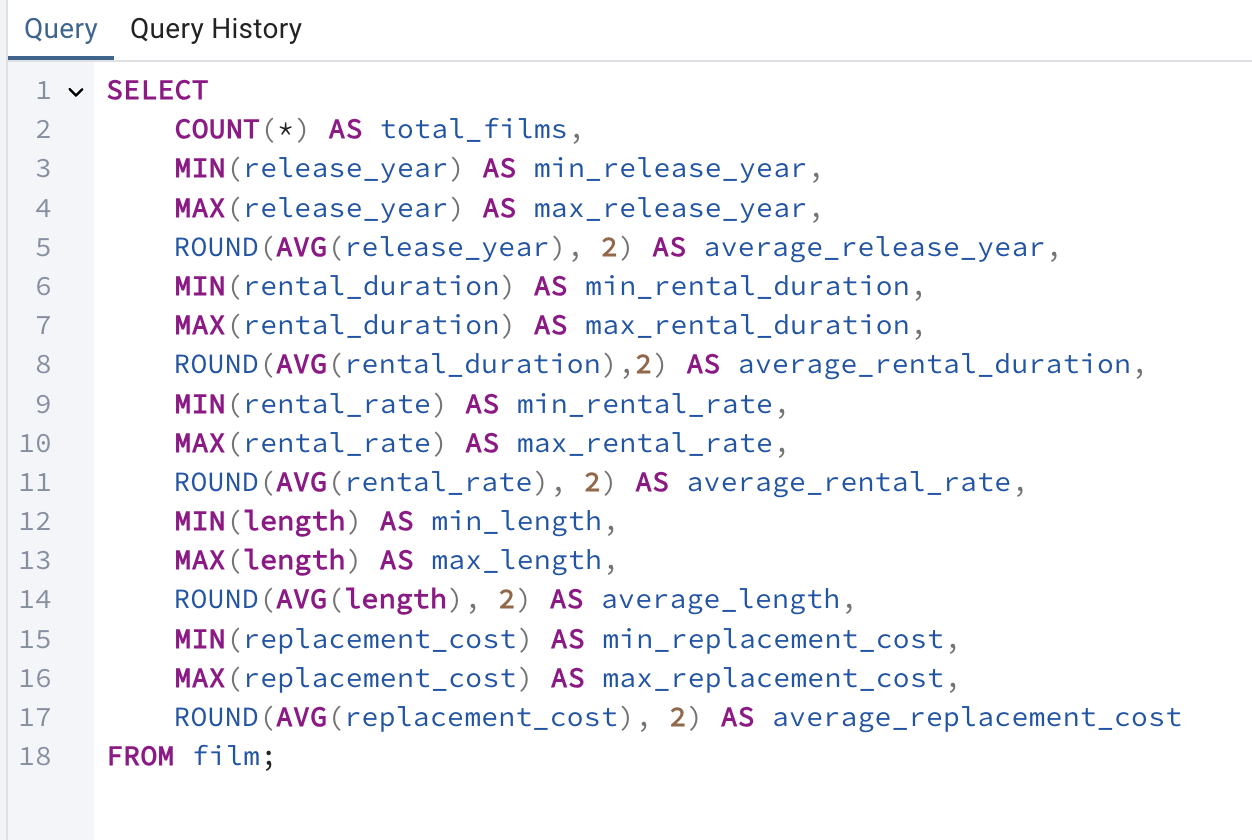 Query Query History
1 SELECT
2 COUNT(*) AS total_films,
3 MIN(release_year) AS min_release_year,
4 MAX(release_year) AS max_release_year,
5 ROUND(AVG(release_year), 2) AS average_release_year,
6 MIN(rental_duration) AS min_rental_duration,
7 MAX(rental_duration) AS max_rental_duration,
8 ROUND(AVG(rental_duration),2) AS average_rental_duration,
9 MIN(rental_rate) AS min_rental_rate,
10 MAX(rental_rate) AS max_rental_rate,
11 ROUND(AVG(rental_rate), 2) AS average_rental_rate,
12 MIN(length) AS min_length,
13 MAX(length) AS max_length,
14 ROUND(AVG(length), 2) AS average_length,
15 MIN(replacement_cost) AS min_replacement_cost,
16 MAX(replacement_cost) AS max_replacement_cost,
17 ROUND(AVG(replacement_cost), 2) AS average_replacement_cost
18 FROM film;